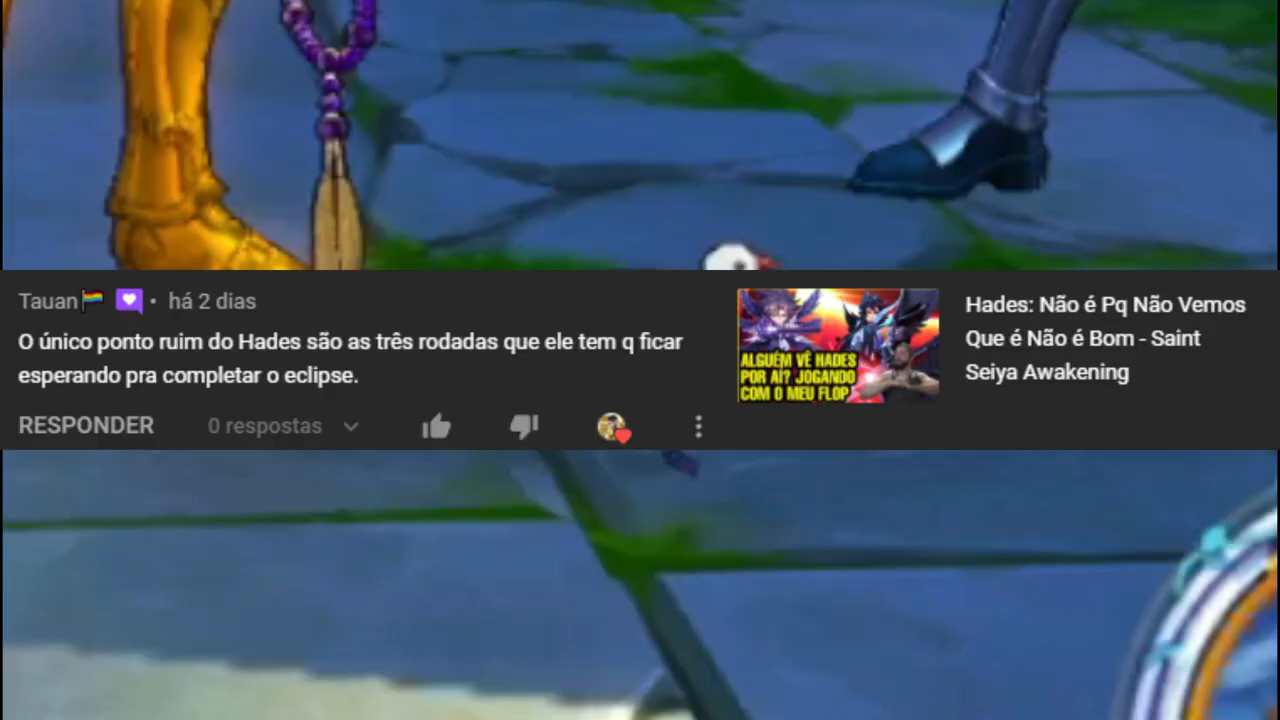 Tauan
há 2 dias
O único ponto ruim do Hades são as três rodadas que ele tem q ficar
esperando pra completar o eclipse.
RESPONDER
0 respostas
ALGUÉM VÊ HADES
POR AÍ? JOGANDO
COM O MEU FLOP
Hades: Não é Pq Não Vemos
Que é Não é Bom - Saint
Seiya Awakening